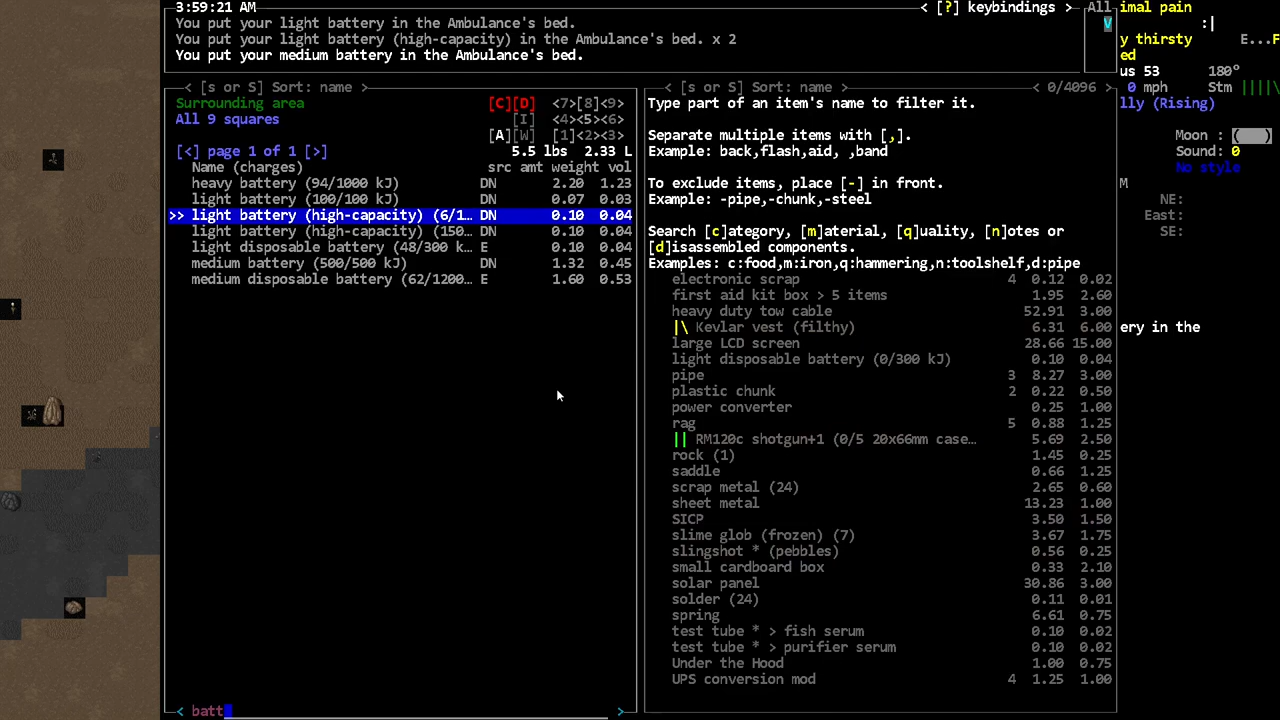 3:59:21 AM
< [?] keybindings >
All
imal pain
You put your light battery in the Ambulance's bed.
V
:|
You put your light battery (high-capacity) in the Ambulance's bed. x 2
y thirsty
E...F
You put your medium battery in the Ambulance's bed.
ed
us 53
180°
< [s or S] Sort: name >
< [s or S] Sort: name >
< 0/4096 >
0 mph
Stm
||||\
Surrounding area
[C][D]
<7>[8]<9>
Type part of an item's name to filter it.
lly (Rising)
All 9 squares
[I]
<4><5><6>
[A][W]
[1]<2><3>
Separate multiple items with [,].
Moon :
( )
[<] page 1 of 1 [>]
5.5 lbs 2.33 L
Example: back,flash,aid, ,band
Sound: 0
Name (charges)
src amt weight vol
No style
heavy battery (94/1000 kJ)
DN
2.20 1.23
To exclude items, place [-] in front.
M
light battery (100/100 kJ)
DN
0.07 0.03
Example: -pipe,-chunk,-steel
NE:
>> light battery (high-capacity) (6/1…
DN
0.10 0.04
East:
light battery (high-capacity) (150…
DN
0.10 0.04
Search [c]ategory, [m]aterial, [q]uality, [n]otes or
SE:
light disposable battery (48/300 k…
E
0.10 0.04
[d]isassembled components.
medium battery (500/500 kJ)
DN
1.32 0.45
Examples: c:food,m:iron,q:hammering,n:toolshelf,d:pipe
medium disposable battery (62/1200…
E
1.60 0.53
electronic scrap 4 0.12 0.02
first aid kit box > 5 items 1.95 2.60
heavy duty tow cable 52.91 3.00
|\ Kevlar vest (filthy) 6.31 6.00
ery in the
large LCD screen 28.66 15.00
light disposable battery (0/300 kJ) 0.10 0.04
pipe 3 8.27 3.00
plastic chunk 2 0.22 0.50
power converter 0.25 1.00
rag 5 0.88 1.25
|| RM120c shotgun+1 (0/5 20x66mm case… 5.69 2.50
rock (1) 1.45 0.25
saddle 0.66 1.25
scrap metal (24) 2.65 0.60
sheet metal 13.23 1.00
SICP 3.50 1.50
slime glob (frozen) (7) 3.67 1.75
slingshot * (pebbles) 0.56 0.25
small cardboard box 0.33 2.10
solar panel 30.86 3.00
solder (24) 0.11 0.01
spring 6.61 0.75
test tube * > fish serum 0.10 0.02
test tube * > purifier serum 0.10 0.02
Under the Hood 1.00 0.75
UPS conversion mod 4 1.25 1.00
< batt >